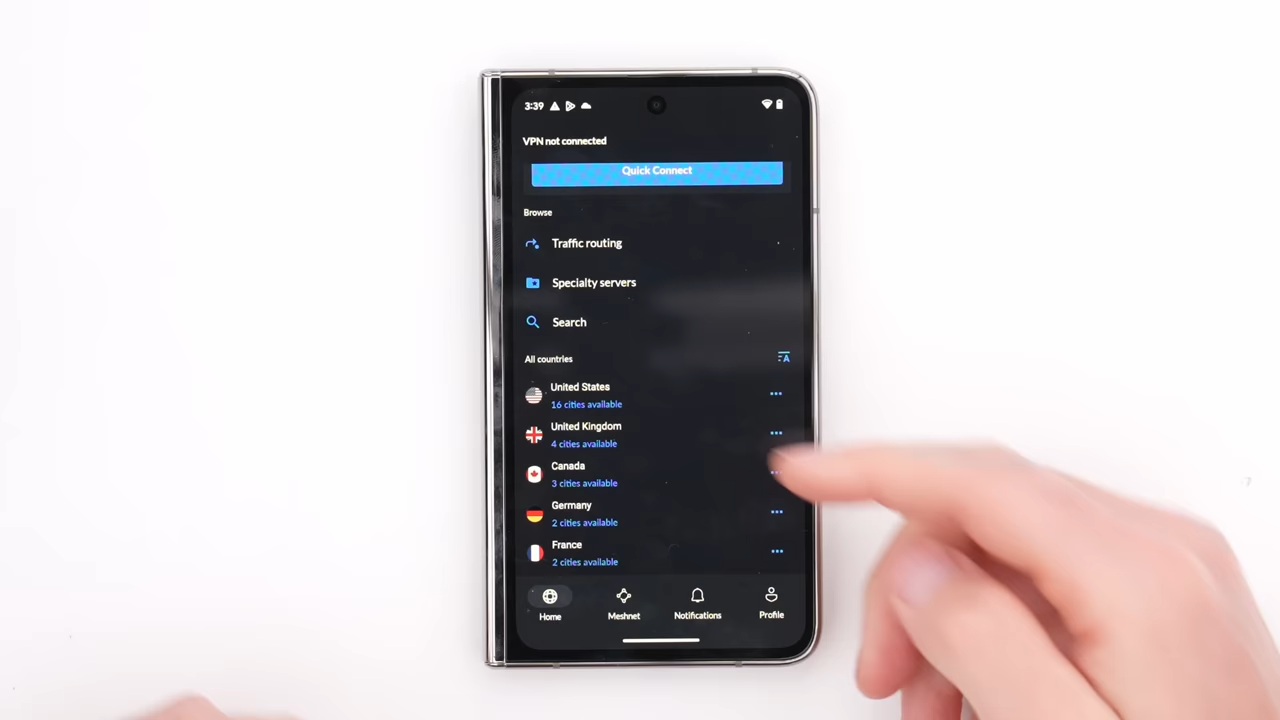 3:39
VPN not connected
Quick Connect
Browse
Traffic routing
Specialty servers
Search
All countries
United States
16 cities available
United Kingdom
4 cities available
Canada
3 cities available
Germany
2 cities available
France
2 cities available
Home
Meshnet
Notifications
Profile